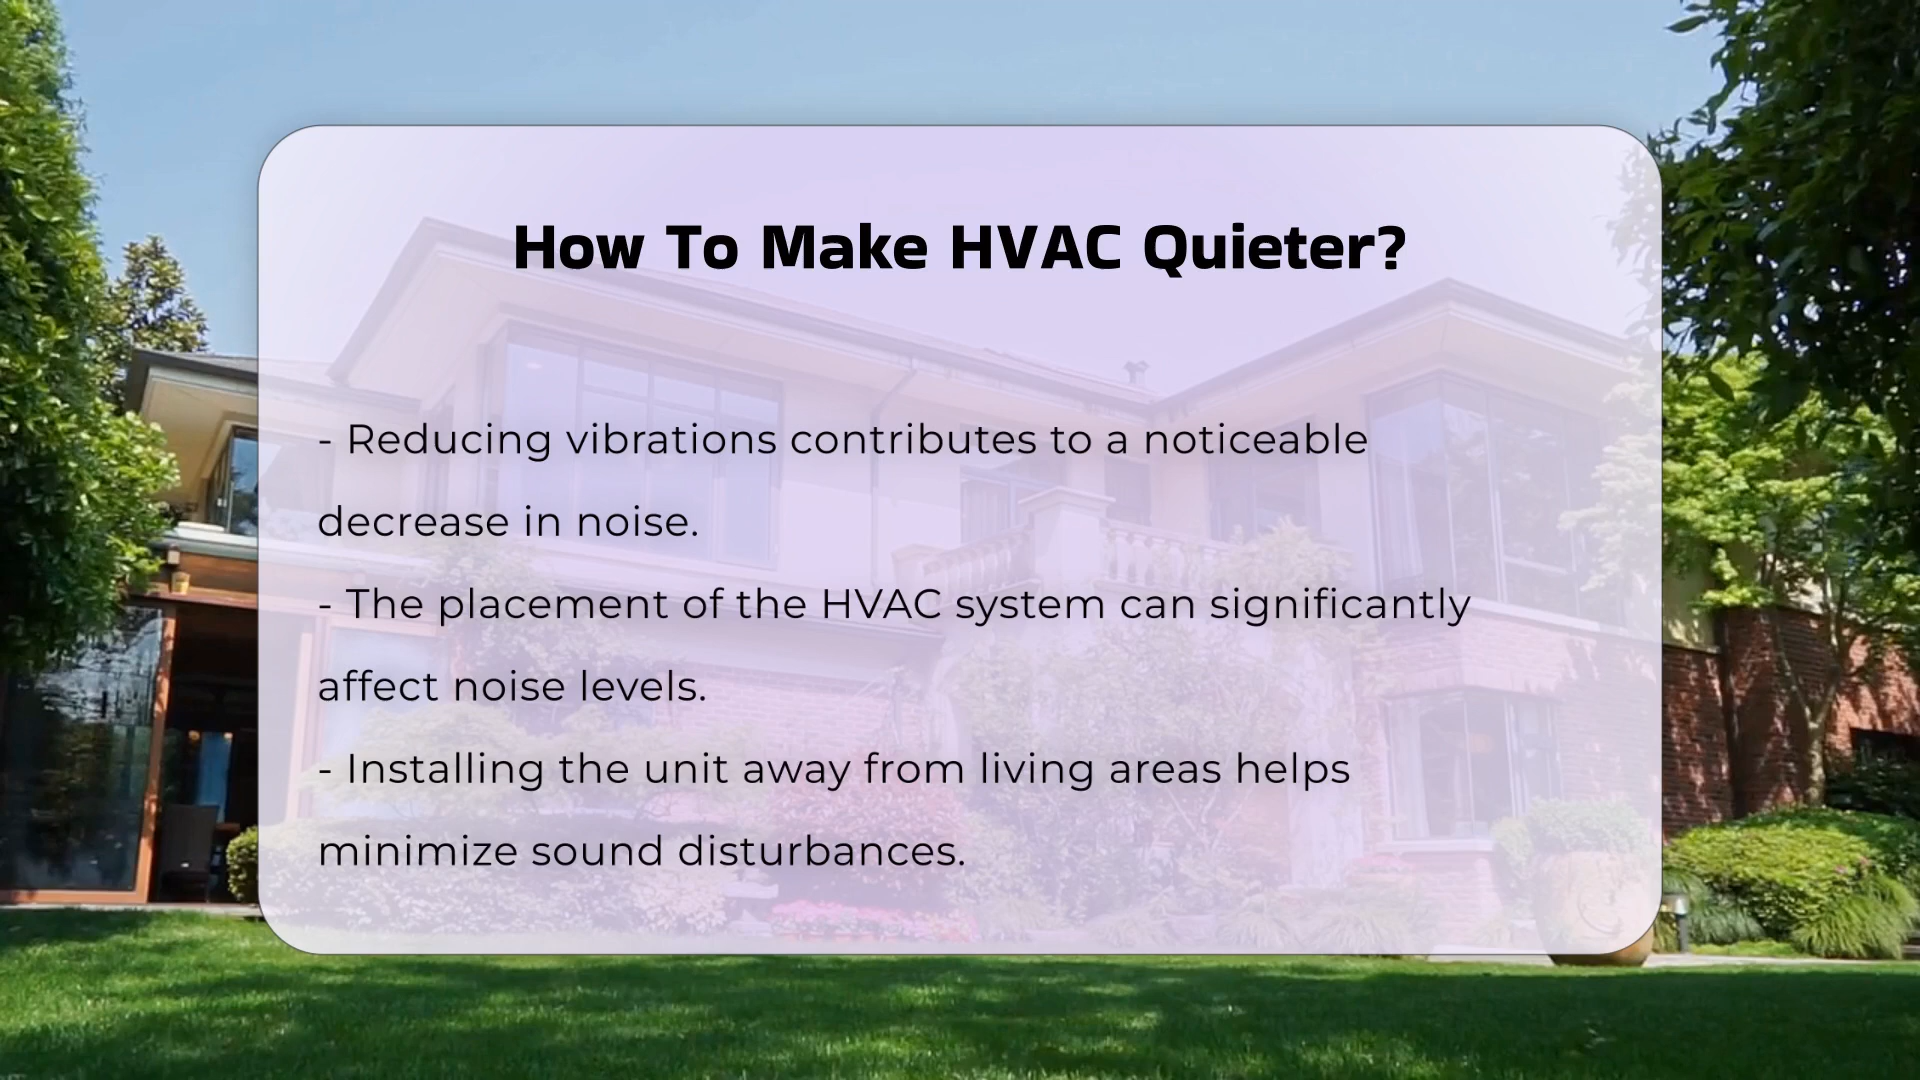 How To Make HVAC Quieter?
- Reducing vibrations contributes to a noticeable
decrease in noise.
- The placement of the HVAC system can significantly
affect noise levels.
- Installing the unit away from living areas helps
minimize sound disturbances.